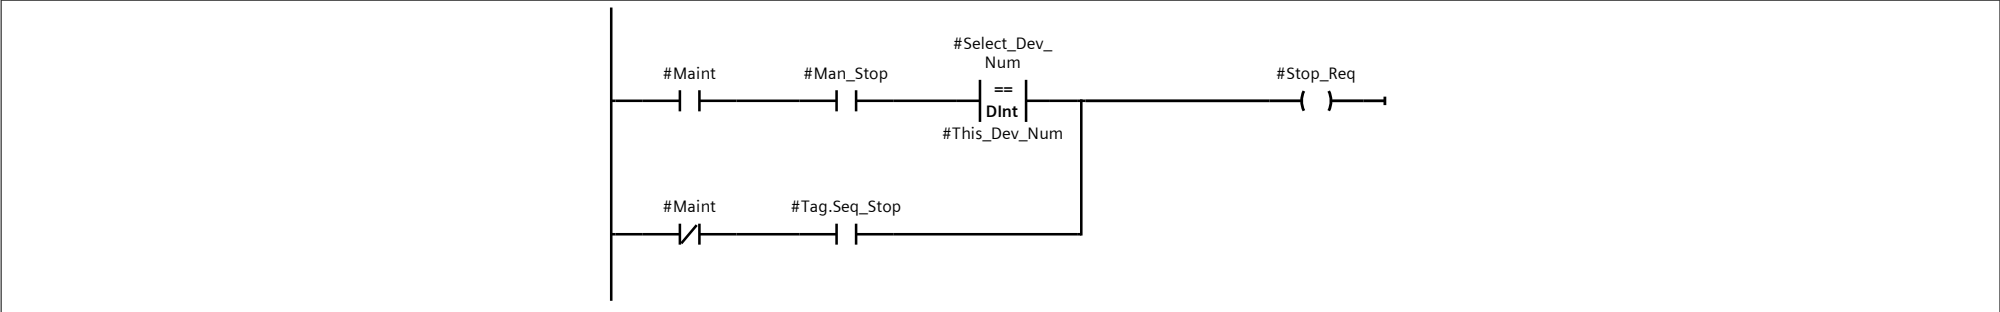 #Select_Dev_
Num
#Maint
#Man_Stop
==
DInt
#This_Dev_Num
#Stop_Req
#Maint
#Tag.Seq_Stop